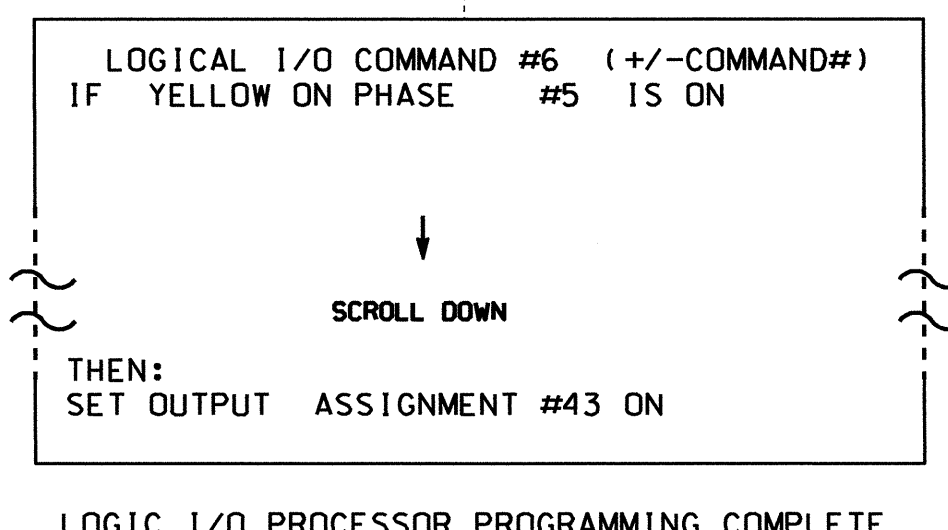 LOGICAL I/O COMMAND #6 (+/-COMMAND#)
IF YELLOW ON PHASE #5 IS ON
SCROLL DOWN
THEN:
SET OUTPUT ASSIGNMENT #43 ON
LOGIC I/O PROCESSOR PROGRAMMING COMPLETE